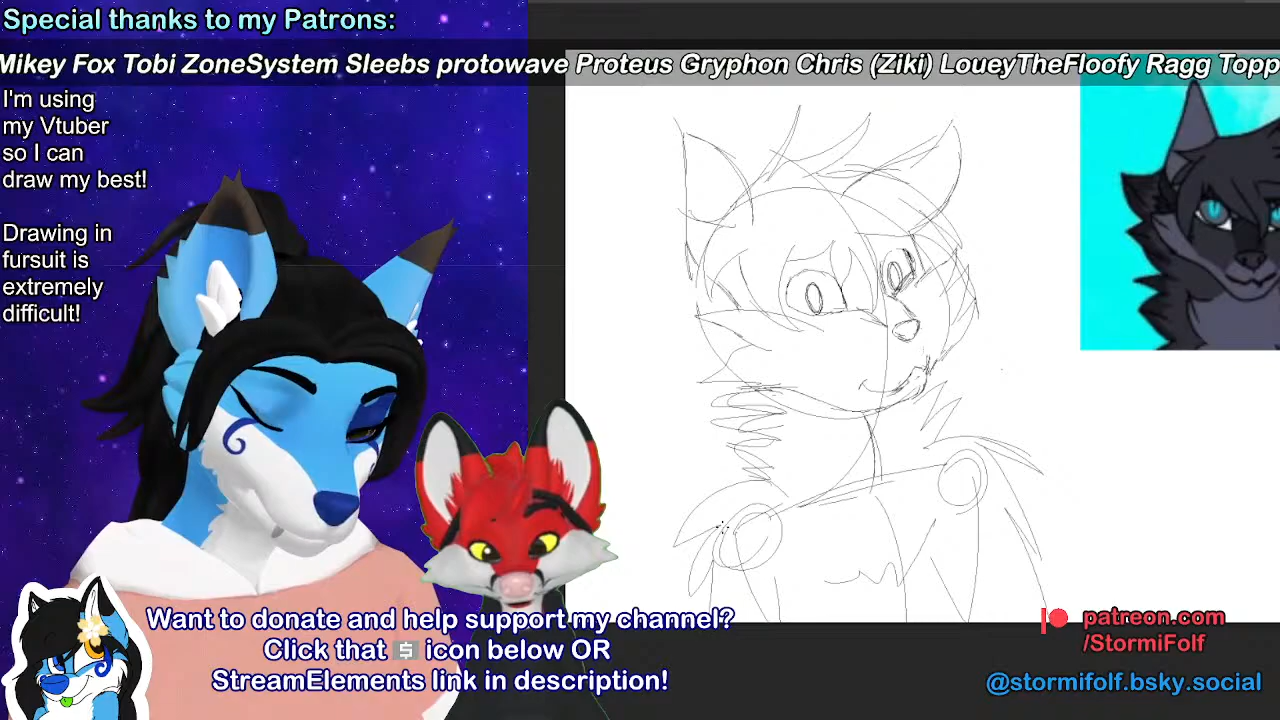 Special thanks to my Patrons:
Mikey Fox Tobi ZoneSystem Sleebs protowave Proteus Gryphon Chris (Ziki) LoueyTheFloofy Ragg Topp
I'm using
my Vtuber
so I can
draw my best!
Drawing in
fursuit is
extremely
difficult!
Want to donate and help support my channel?
Click that $ icon below OR
StreamElements link in description!
patreon.com
/StormiFolf
@stormifolf.bsky.social